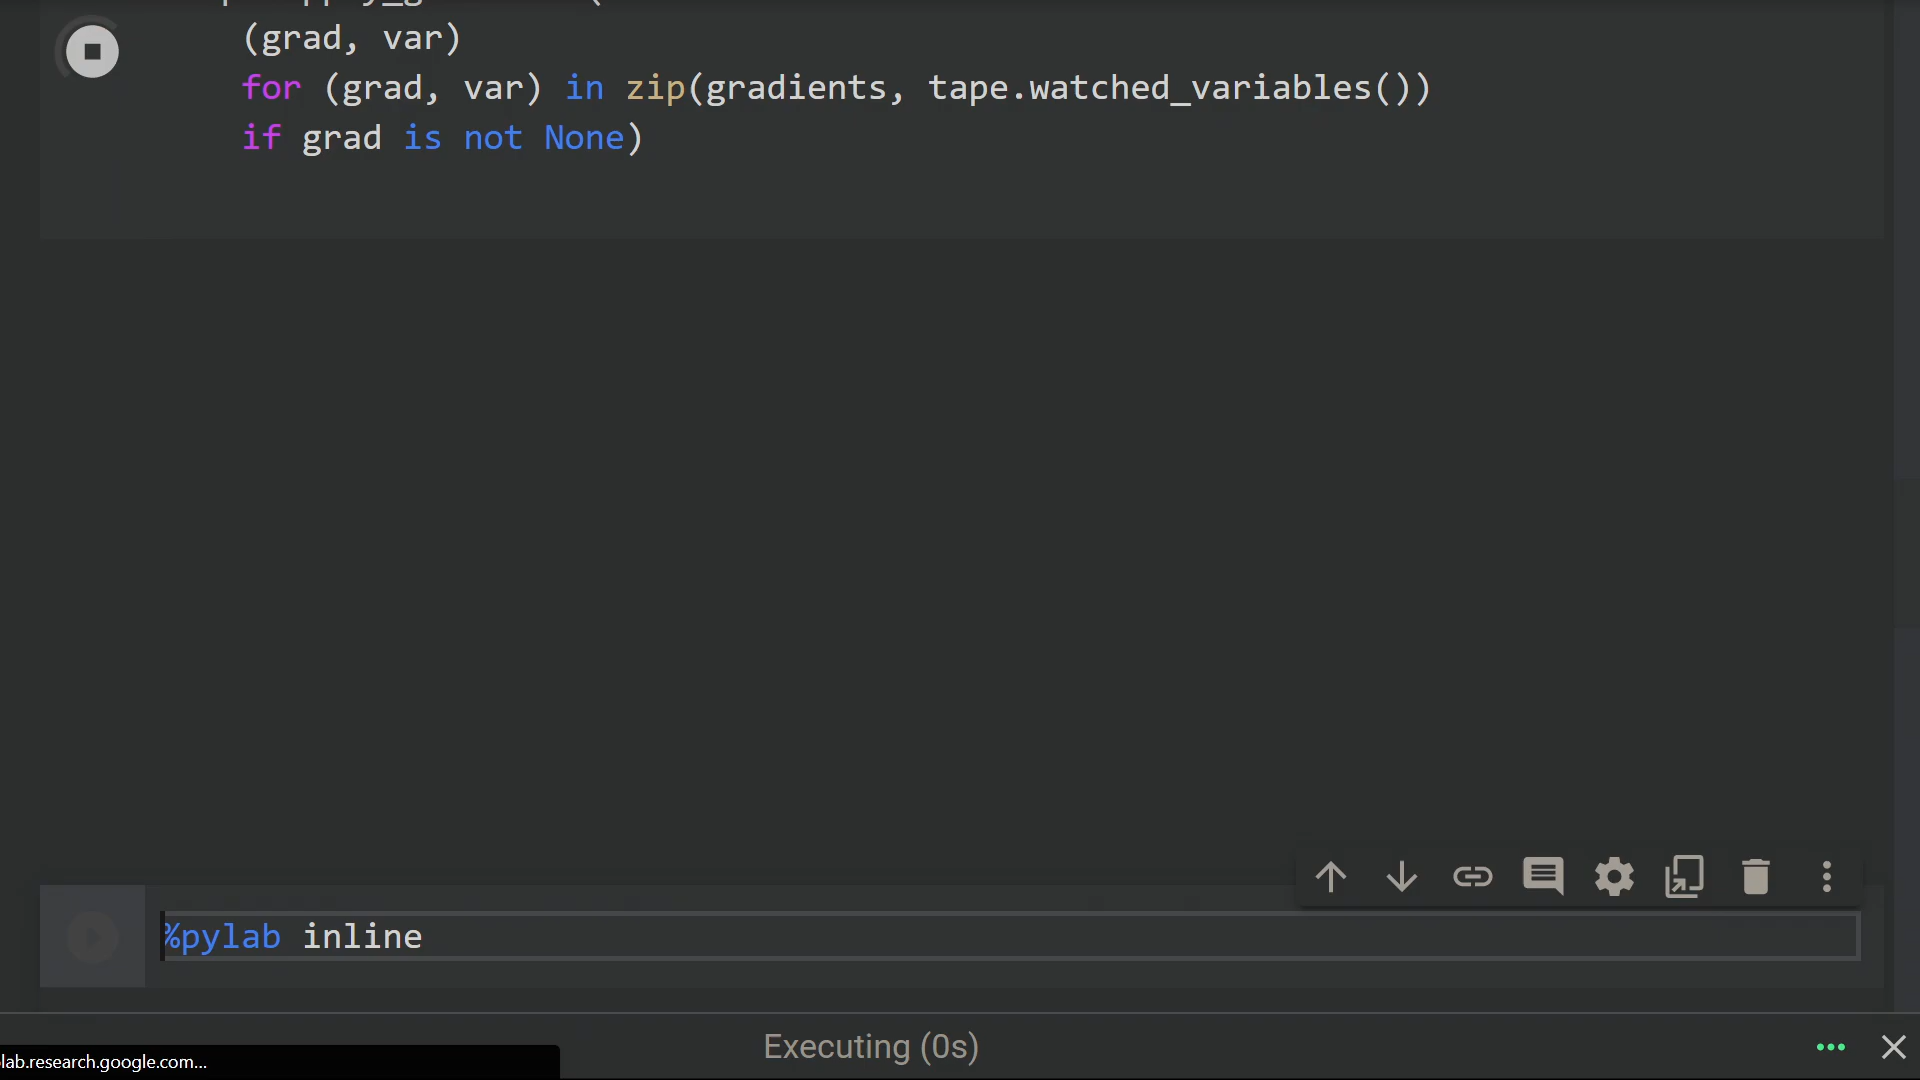 (grad, var)
for (grad, var) in zip(gradients, tape.watched_variables())
if grad is not None)
%pylab inline
Executing (0s)
lab.research.google.com...